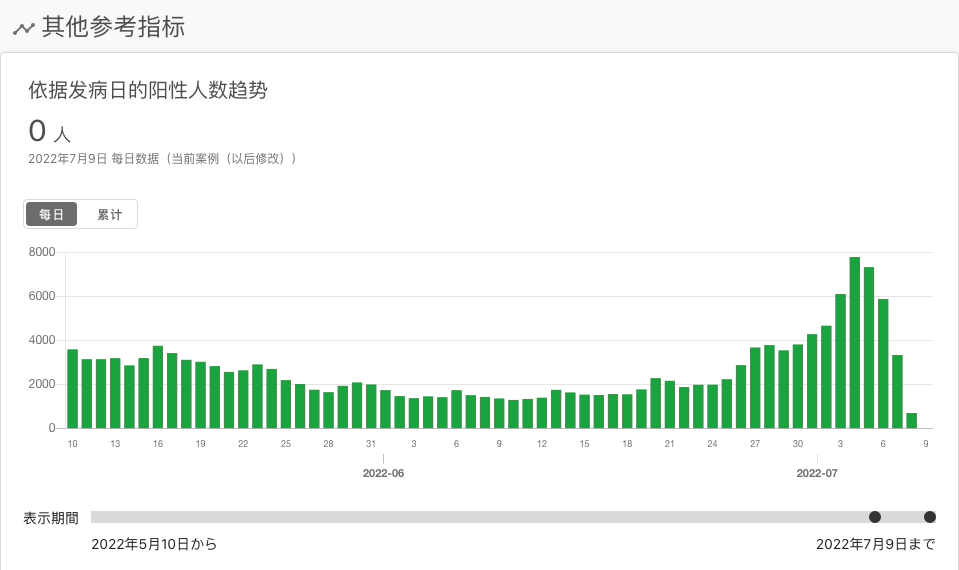 其他参考指标
依据发病日的阳性人数趋势
0 人
2022年7月9日 每日数据（当前案例（以后修改））
每日 累计
8000
6000
4000
2000
0
10 13 16 19 22 25 28 31 3 6 9 12 15 18 21 24 27 30 3 6 9
2022-06 2022-07
表示期間
2022年5月10日から 2022年7月9日まで